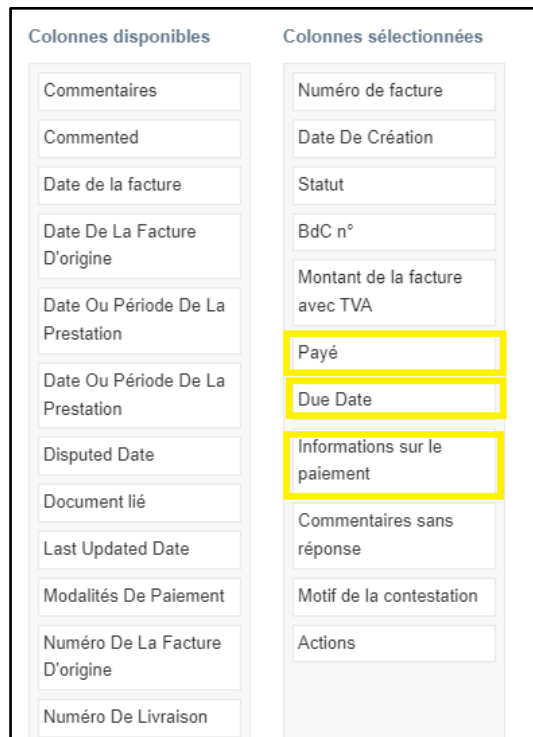 Colonnes disponibles
Commentaires
Commented
Date de la facture
Date De La Facture
D'origine
Date Ou Période De La
Prestation
Date Ou Période De La
Prestation
Disputed Date
Document lié
Last Updated Date
Modalités De Paiement
Numéro De La Facture
D'origine
Numéro De Livraison
Colonnes sélectionnées
Numéro de facture
Date De Création
Statut
BdC n°
Montant de la facture
avec TVA
Payé
Due Date
Informations sur le
paiement
Commentaires sans
réponse
Motif de la contestation
Actions